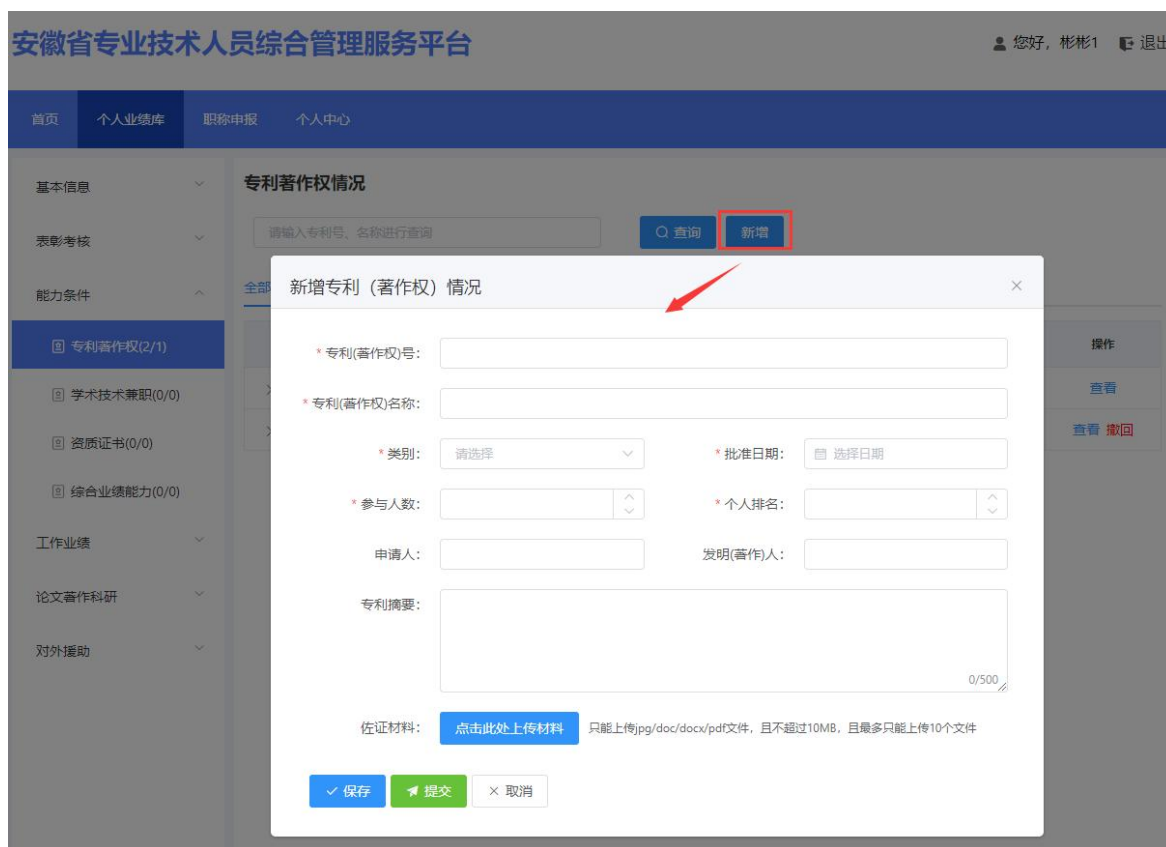 安徽省专业技术人员综合管理服务平台
您好，彬彬1 退出
首页 个人业绩库 职称申报 个人中心
基本信息
表彰考核
能力条件
专利著作权(2/1)
学术技术兼职(0/0)
资质证书(0/0)
综合业绩能力(0/0)
工作业绩
论文著作科研
对外援助
专利著作权情况
请输入专利号、名称进行查询 查询 新增
全部
操作
查看
查看 撤回
新增专利（著作权）情况
* 专利(著作权)号：
* 专利(著作权)名称：
* 类别： 请选择 * 批准日期： 选择日期
* 参与人数： * 个人排名：
申请人： 发明(著作)人：
专利摘要：
0/500
佐证材料： 点击此处上传材料 只能上传jpg/doc/docx/pdf文件，且不超过10MB，且最多只能上传10个文件
保存 提交 取消